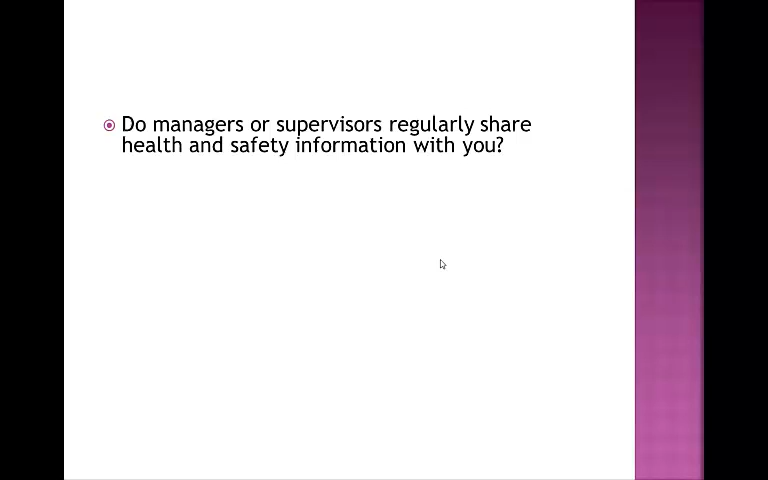 Do managers or supervisors regularly share
health and safety information with you?